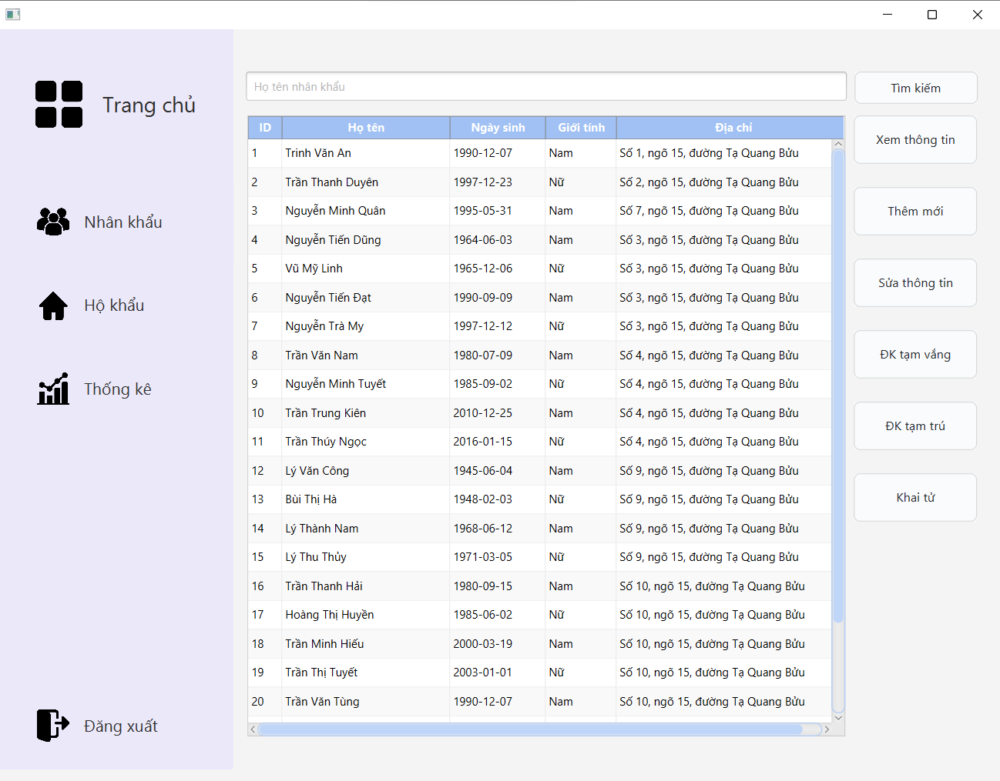 Trang chủ
Nhân khẩu
Hộ khẩu
Thống kê
Đăng xuất
Họ tên nhân khẩu
Tìm kiếm
ID Họ tên Ngày sinh Giới tính Địa chỉ
1 Trinh Văn An 1990-12-07 Nam Số 1, ngõ 15, đường Tạ Quang Bửu
2 Trần Thanh Duyên 1997-12-23 Nữ Số 2, ngõ 15, đường Tạ Quang Bửu
3 Nguyễn Minh Quân 1995-05-31 Nam Số 7, ngõ 15, đường Tạ Quang Bửu
4 Nguyễn Tiến Dũng 1964-06-03 Nam Số 3, ngõ 15, đường Tạ Quang Bửu
5 Vũ Mỹ Linh 1965-12-06 Nữ Số 3, ngõ 15, đường Tạ Quang Bửu
6 Nguyễn Tiến Đạt 1990-09-09 Nam Số 3, ngõ 15, đường Tạ Quang Bửu
7 Nguyễn Trà My 1997-12-12 Nữ Số 3, ngõ 15, đường Tạ Quang Bửu
8 Trần Văn Nam 1980-07-09 Nam Số 4, ngõ 15, đường Tạ Quang Bửu
9 Nguyễn Minh Tuyết 1985-09-02 Nữ Số 4, ngõ 15, đường Tạ Quang Bửu
10 Trần Trung Kiên 2010-12-25 Nam Số 4, ngõ 15, đường Tạ Quang Bửu
11 Trần Thúy Ngọc 2016-01-15 Nữ Số 4, ngõ 15, đường Tạ Quang Bửu
12 Lý Văn Công 1945-06-04 Nam Số 9, ngõ 15, đường Tạ Quang Bửu
13 Bùi Thị Hà 1948-02-03 Nữ Số 9, ngõ 15, đường Tạ Quang Bửu
14 Lý Thành Nam 1968-06-12 Nam Số 9, ngõ 15, đường Tạ Quang Bửu
15 Lý Thu Thủy 1971-03-05 Nữ Số 9, ngõ 15, đường Tạ Quang Bửu
16 Trần Thanh Hải 1980-09-15 Nam Số 10, ngõ 15, đường Tạ Quang Bửu
17 Hoàng Thị Huyền 1985-06-02 Nữ Số 10, ngõ 15, đường Tạ Quang Bửu
18 Trần Minh Hiếu 2000-03-19 Nam Số 10, ngõ 15, đường Tạ Quang Bửu
19 Trần Thị Tuyết 2003-01-01 Nữ Số 10, ngõ 15, đường Tạ Quang Bửu
20 Trần Văn Tùng 1990-12-07 Nam Số 10, ngõ 15, đường Tạ Quang Bửu
Xem thông tin
Thêm mới
Sửa thông tin
ĐK tạm vắng
ĐK tạm trú
Khai tử